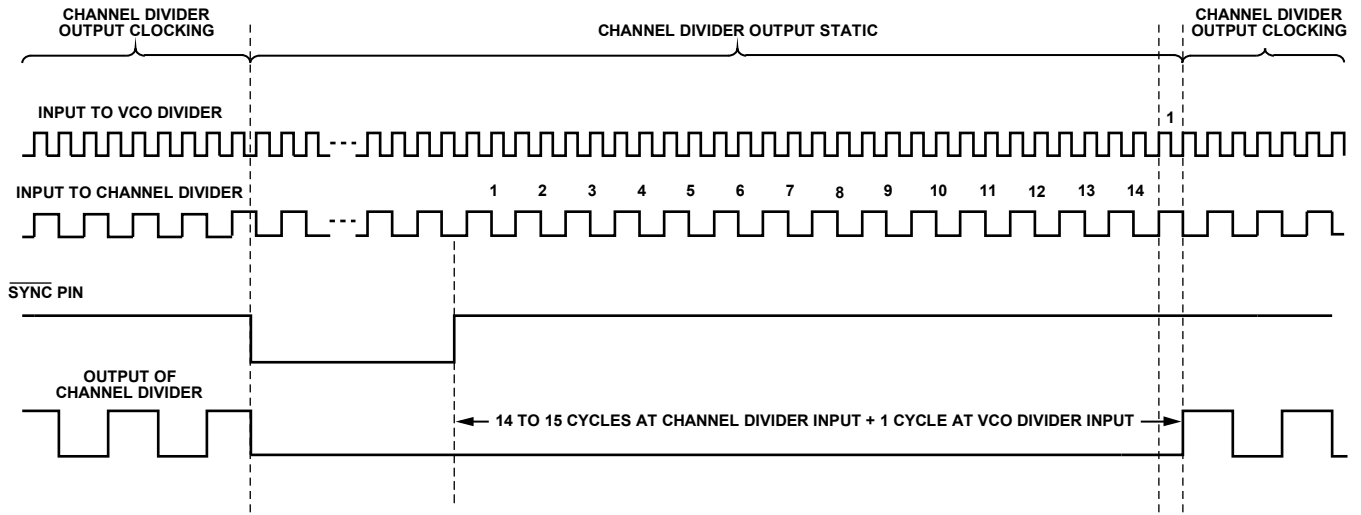 CHANNEL DIVIDER
OUTPUT CLOCKING
CHANNEL DIVIDER OUTPUT STATIC
CHANNEL DIVIDER
OUTPUT CLOCKING
INPUT TO VCO DIVIDER
1
INPUT TO CHANNEL DIVIDER
1 2 3 4 5 6 7 8 9 10 11 12 13 14
SYNC PIN
OUTPUT OF
CHANNEL DIVIDER
14 TO 15 CYCLES AT CHANNEL DIVIDER INPUT + 1 CYCLE AT VCO DIVIDER INPUT